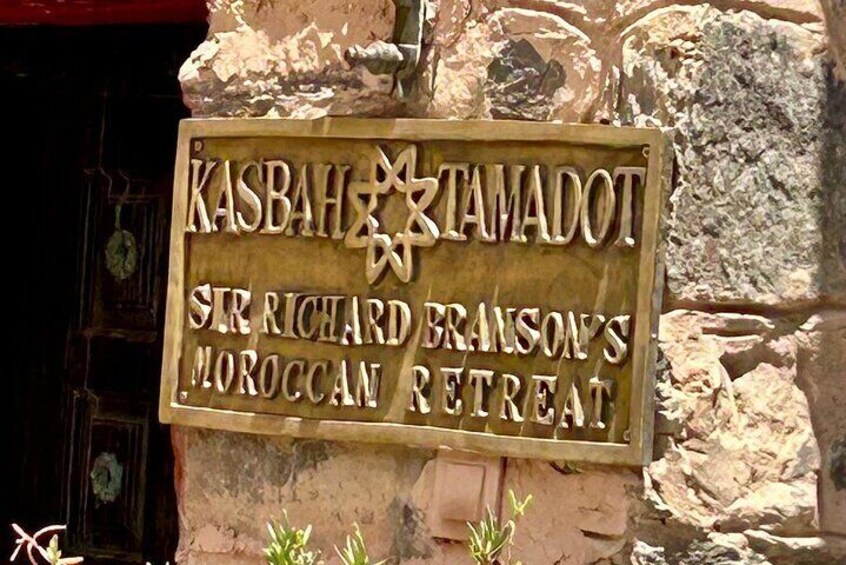 KASBAH TAMADOT
SIR RICHARD BRANSON'S
MOROCCAN RETREAT